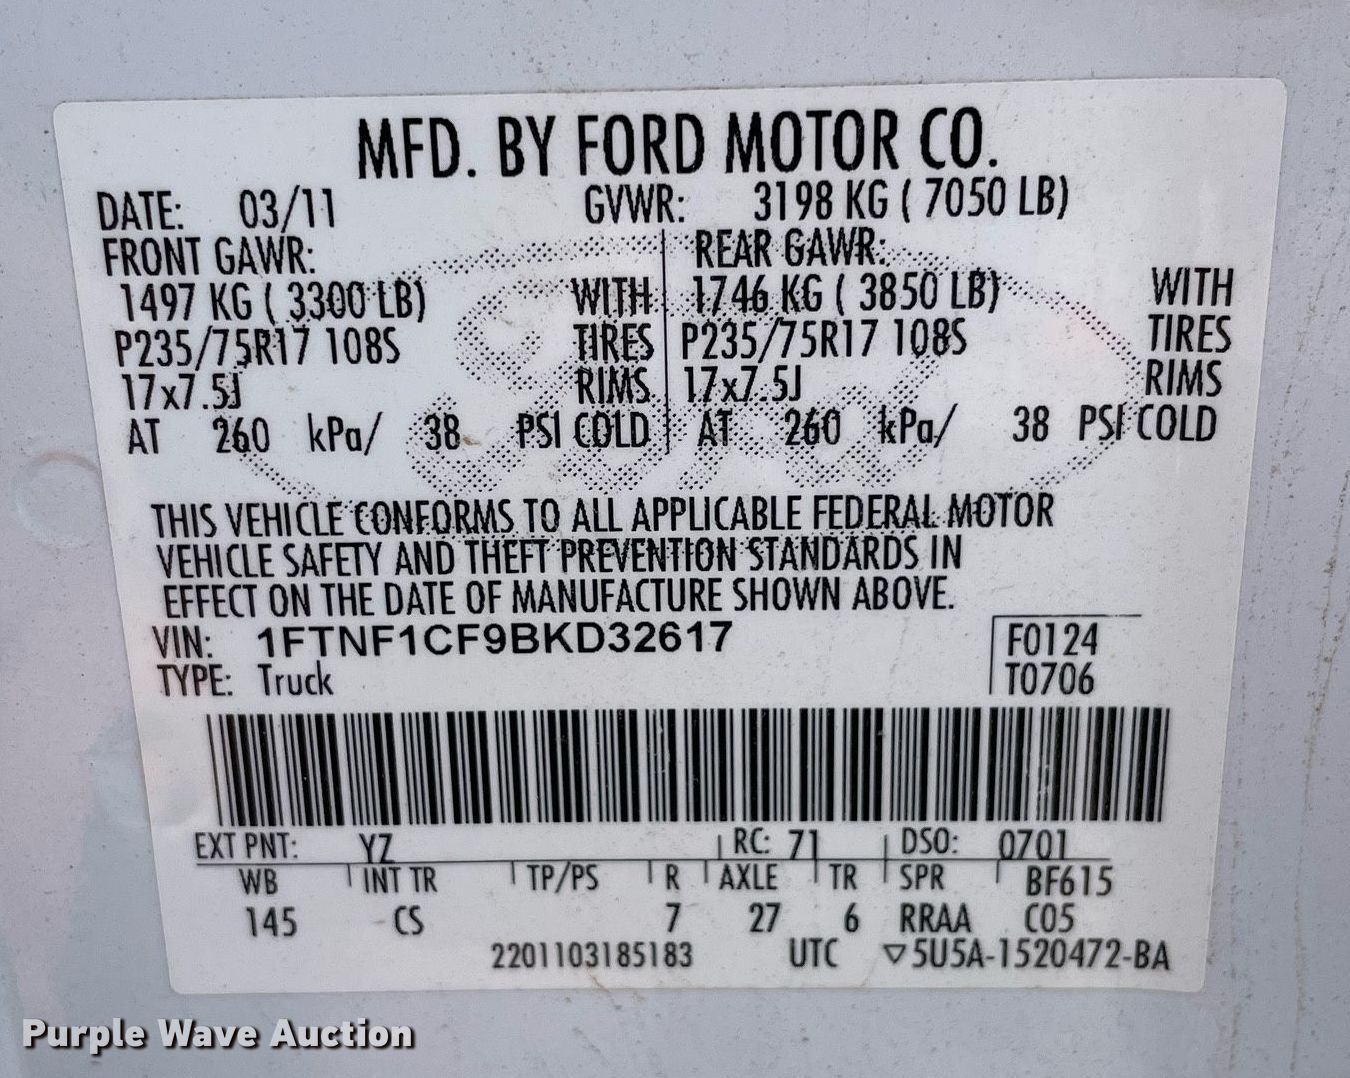 MFD. BY FORD MOTOR CO.
DATE: 03/11 GVWR: 3198 KG ( 7050 LB)
FRONT GAWR: REAR GAWR:
1497 KG ( 3300 LB) WITH 1746 KG ( 3850 LB) WITH
P235/75R17 108S TIRES P235/75R17 108S TIRES
17x7.5J RIMS 17x7.5J RIMS
AT 260 kPa/ 38 PSI COLD AT 260 kPa/ 38 PSI COLD
THIS VEHICLE CONFORMS TO ALL APPLICABLE FEDERAL MOTOR
VEHICLE SAFETY AND THEFT PREVENTION STANDARDS IN
EFFECT ON THE DATE OF MANUFACTURE SHOWN ABOVE.
VIN: 1FTNF1CF9BKD32617 F0124
TYPE: Truck T0706
EXT PNT: YZ RC: 71 DSO: 0701
WB INT TR TP/PS R AXLE TR SPR BF615
145 CS 7 27 6 RRAA C05
2201103185183 UTC ▽5U5A-1520472-BA
Purple Wave Auction